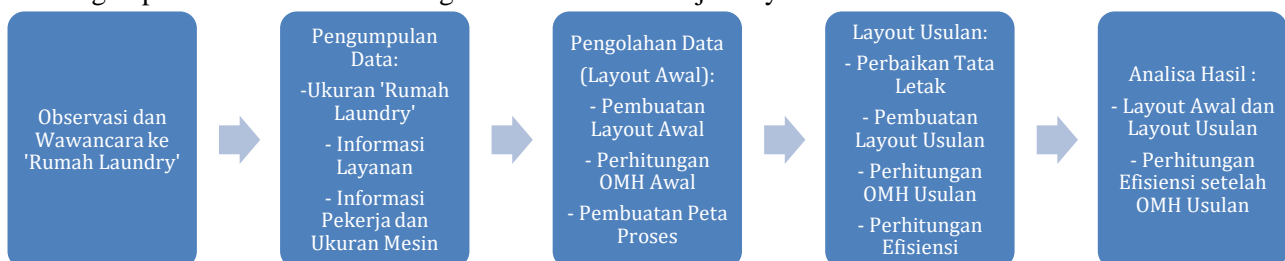 Observasi dan
Wawancara ke
'Rumah Laundry'
Pengumpulan
Data:
-Ukuran 'Rumah
Laundry'
- Informasi
Layanan
- Informasi
Pekerja dan
Ukuran Mesin
Pengolahan Data
(Layout Awal):
- Pembuatan
Layout Awal
- Perhitungan
OMH Awal
- Pembuatan Peta
Proses
Layout Usulan:
- Perbaikan Tata
Letak
- Pembuatan
Layout Usulan
- Perhitungan
OMH Usulan
- Perhitungan
Efisiensi
Analisa Hasil :
- Layout Awal dan
Layout Usulan
- Perhitungan
Efisiensi setelah
OMH Usulan